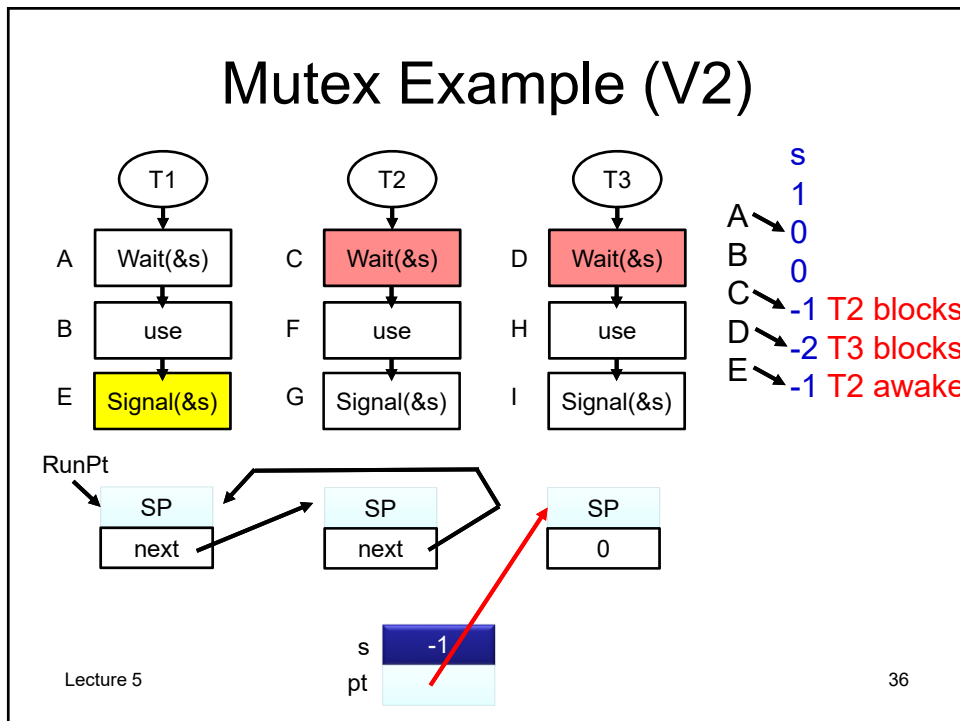 Mutex Example (V2)
T1 T2 T3
A Wait(&s) C Wait(&s) D Wait(&s)
B use F use H use
E Signal(&s) G Signal(&s) I Signal(&s)
s
1
A 0
B 0
C -1 T2 blocks
D -2 T3 blocks
E -1 T2 awake
RunPt
SP SP SP
next next 0
s -1
pt
Lecture 5 36